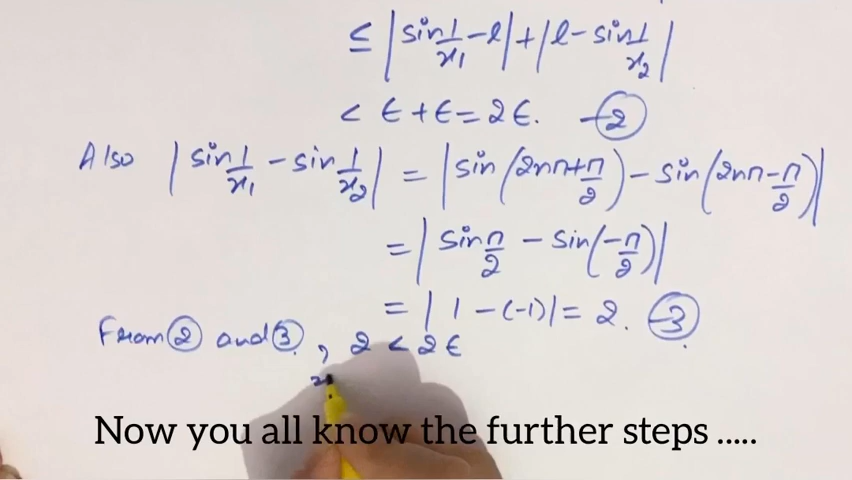 ≤ |sin 1/x₁ - l| + |l - sin 1/x₂|
< ϵ + ϵ = 2ϵ. -②
Also |sin 1/x₁ - sin 1/x₂| = |sin(2nπ+π/2) - sin(2nπ-π/2)|
= |sin π/2 - sin(-π/2)|
= |1 - (-1)| = 2. -③
From ② and ③, 2 < 2ϵ
Now you all know the further steps .....